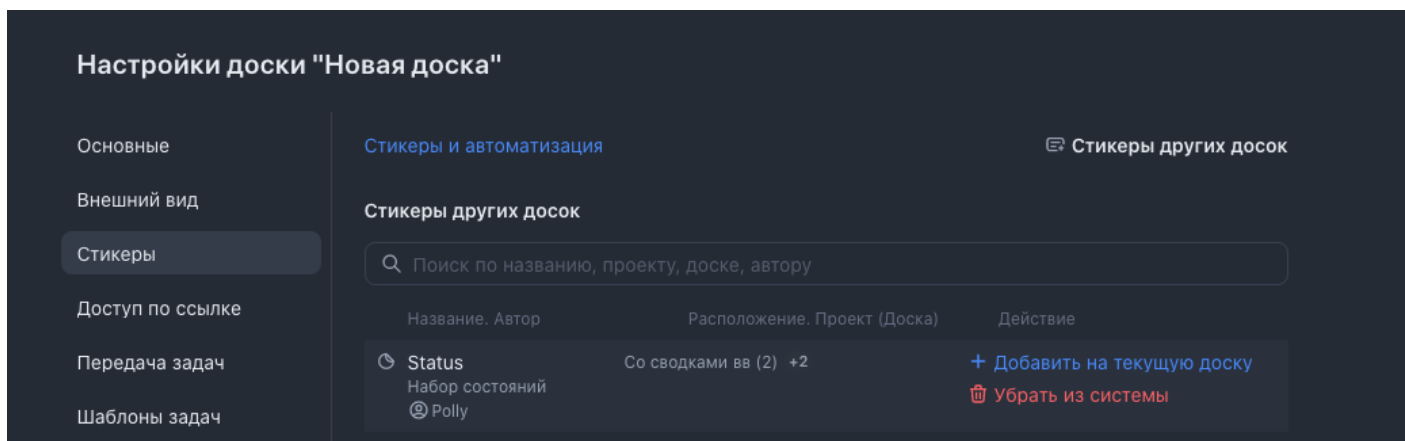 Настройки доски "Новая доска"
Основные
Внешний вид
Стикеры
Доступ по ссылке
Передача задач
Шаблоны задач
Стикеры и автоматизация
Стикеры других досок
Стикеры других досок
Поиск по названию, проекту, доске, автору
Название. Автор
Расположение. Проект (Доска)
Действие
Status
Набор состояний
Polly
Со сводками вв (2) +2
+ Добавить на текущую доску
Убрать из системы